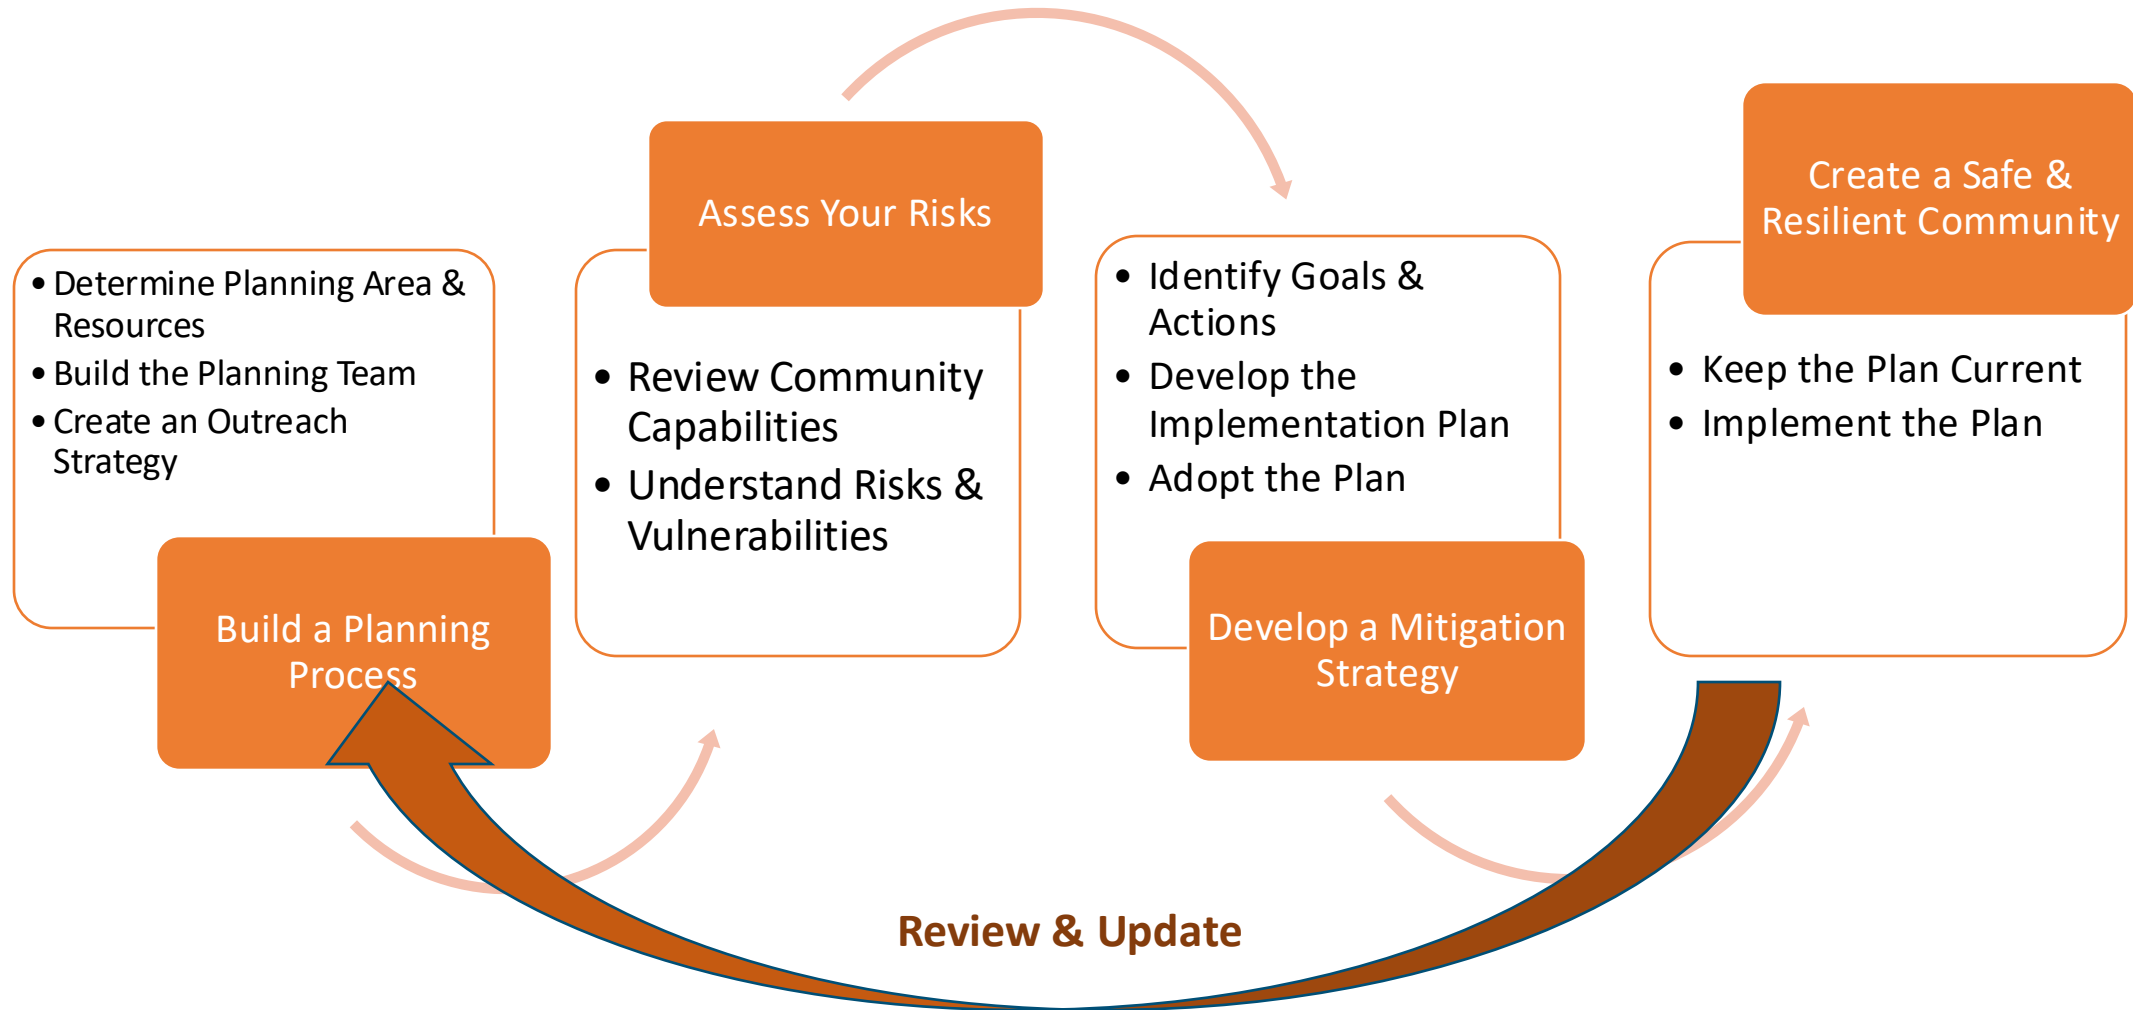 • Determine Planning Area &
Resources
• Build the Planning Team
• Create an Outreach
Strategy
Build a Planning
Process
Assess Your Risks
• Review Community
Capabilities
• Understand Risks &
Vulnerabilities
• Identify Goals &
Actions
• Develop the
Implementation Plan
• Adopt the Plan
Develop a Mitigation
Strategy
Create a Safe &
Resilient Community
• Keep the Plan Current
• Implement the Plan
Review & Update